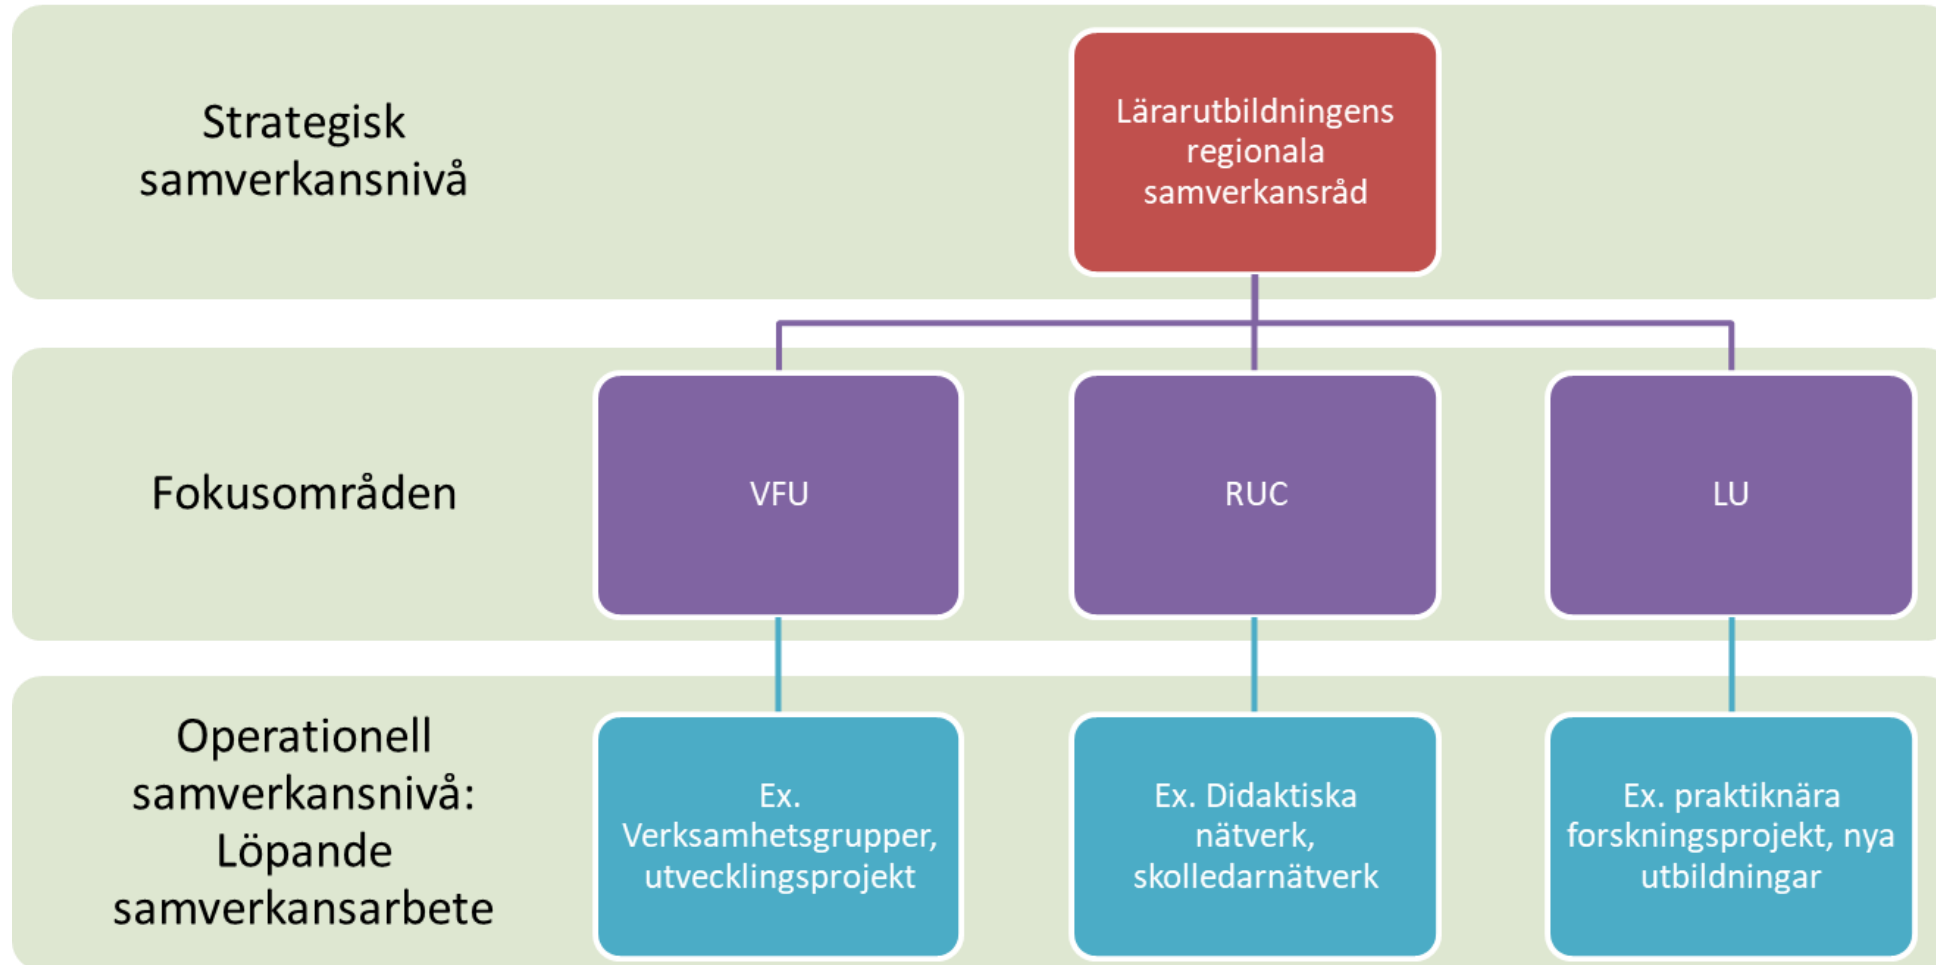 Strategisk
samverkansnivå
Lärarutbildningens
regionala
samverkansråd
Fokusområden
VFU
RUC
LU
Operationell
samverkansnivå:
Löpande
samverkansarbete
Ex.
Verksamhetsgrupper,
utvecklingsprojekt
Ex. Didaktiska
nätverk,
skolledarnätverk
Ex. praktiknära
forskningsprojekt, nya
utbildningar